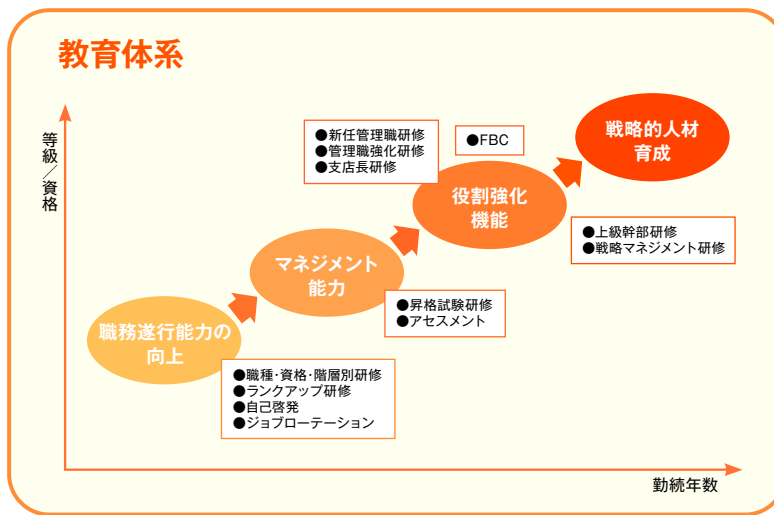 教育体系
等級／資格
●新任管理職研修
●管理職強化研修
●支店長研修
●FBC
戦略的人材
育成
役割強化
機能
●上級幹部研修
●戦略マネジメント研修
マネジメント
能力
●昇格試験研修
●アセスメント
職務遂行能力の
向上
●職種・資格・階層別研修
●ランクアップ研修
●自己啓発
●ジョブローテーション
勤続年数